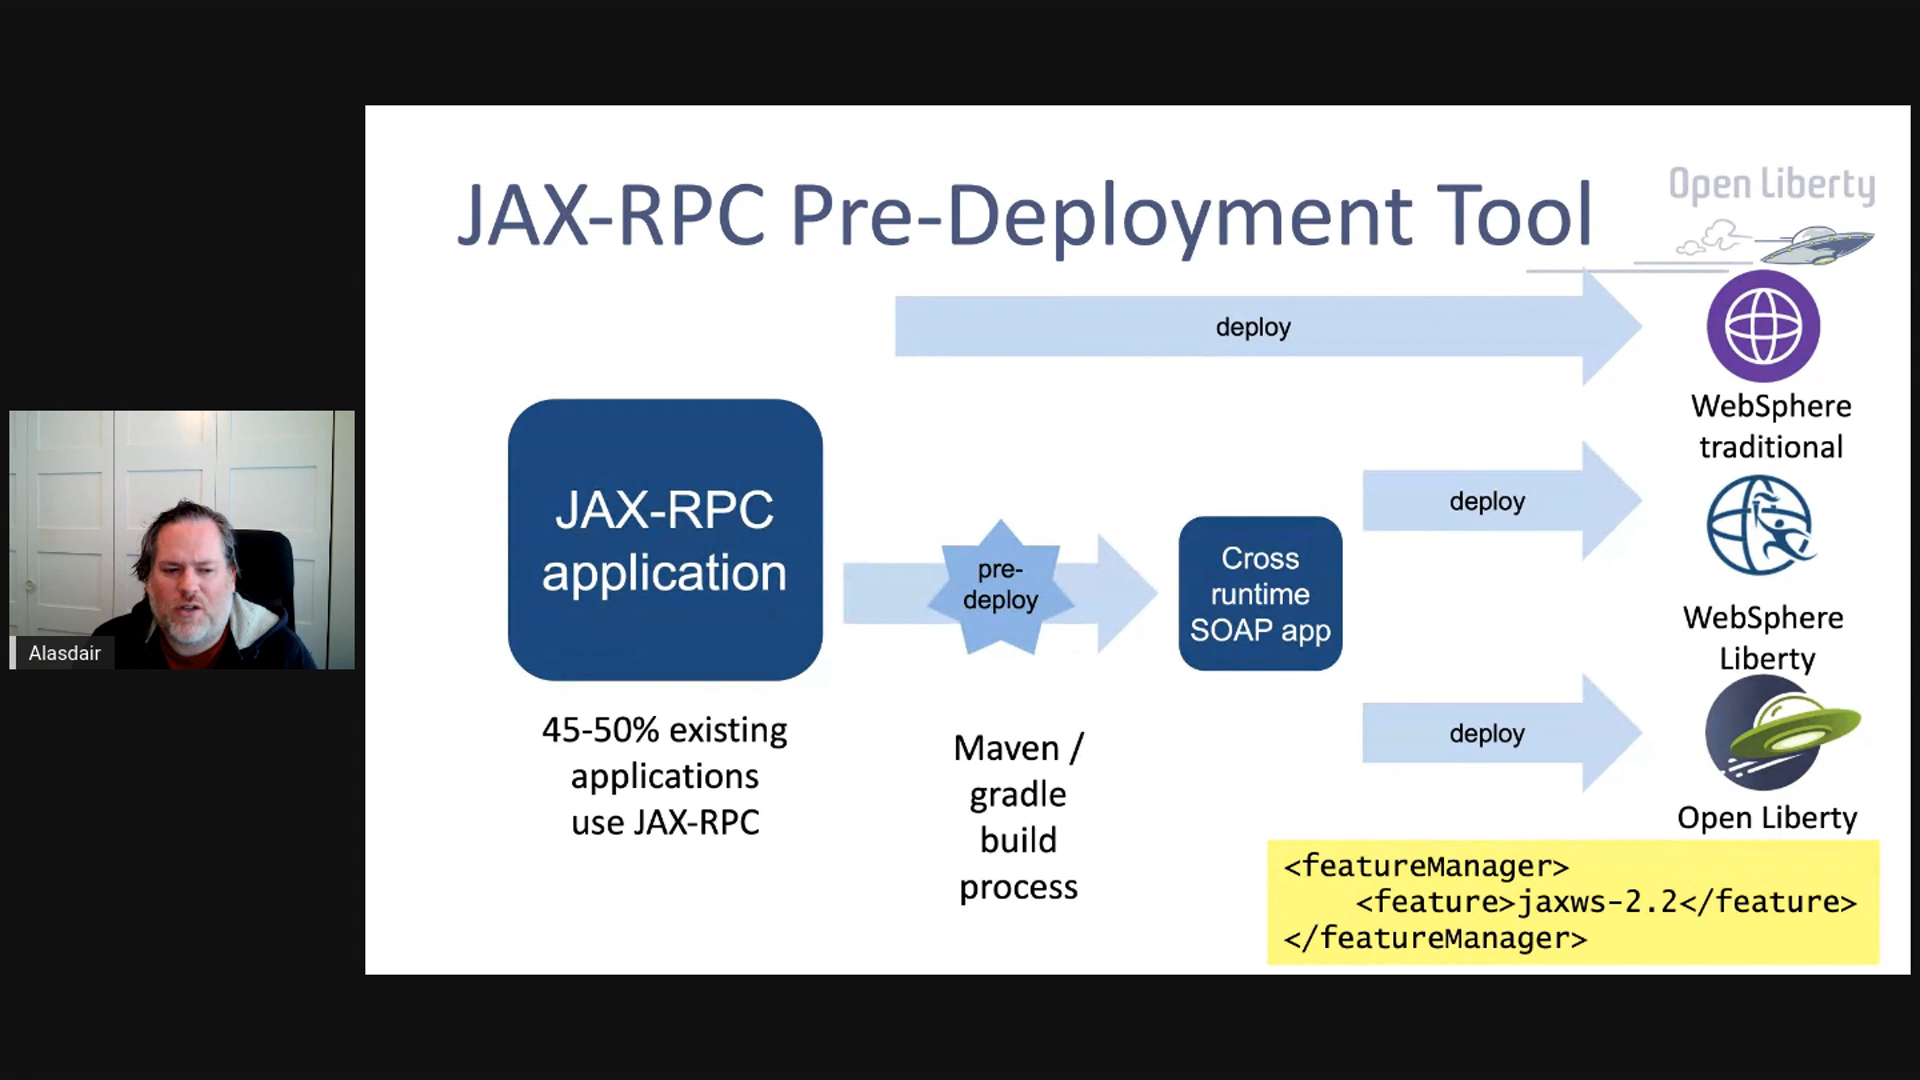 JAX-RPC Pre-Deployment Tool
Open Liberty
deploy
WebSphere
traditional
JAX-RPC
application
45-50% existing
applications
use JAX-RPC
pre-
deploy
Maven /
gradle
build
process
Cross
runtime
SOAP app
deploy
WebSphere
Liberty
deploy
Open Liberty
<featureManager>
    <feature>jaxws-2.2</feature>
</featureManager>
Alasdair